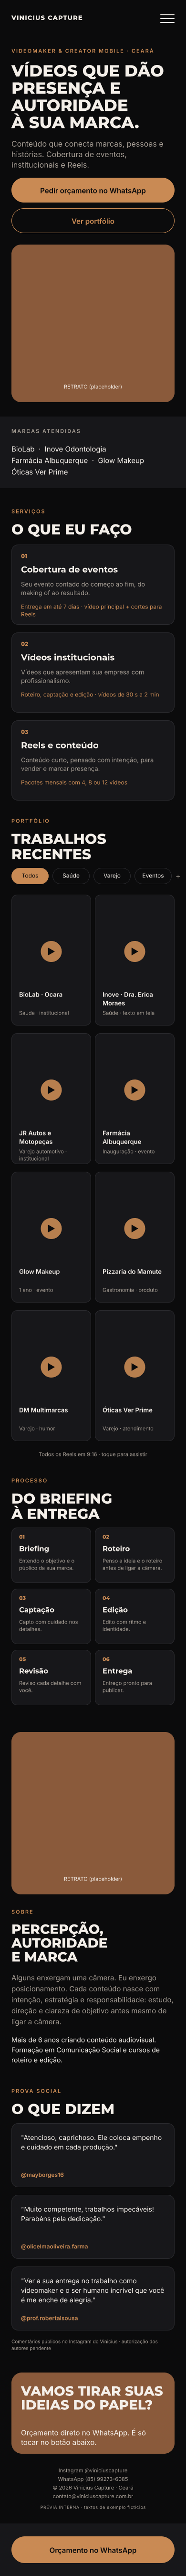 VINICIUS CAPTURE
VIDEOMAKER & CREATOR MOBILE · CEARÁ
VÍDEOS QUE DÃO
PRESENÇA E
AUTORIDADE
À SUA MARCA.
Conteúdo que conecta marcas, pessoas e
histórias. Cobertura de eventos,
institucionais e Reels.
Pedir orçamento no WhatsApp
Ver portfólio
RETRATO (placeholder)
MARCAS ATENDIDAS
BioLab · Inove Odontologia
Farmácia Albuquerque · Glow Makeup
Óticas Ver Prime
SERVIÇOS
O QUE EU FAÇO
01
Cobertura de eventos
Seu evento contado do começo ao fim, do
making of ao resultado.
Entrega em até 7 dias · vídeo principal + cortes para
Reels
02
Vídeos institucionais
Vídeos que apresentam sua empresa com
profissionalismo.
Roteiro, captação e edição · vídeos de 30 s a 2 min
03
Reels e conteúdo
Conteúdo curto, pensado com intenção, para
vender e marcar presença.
Pacotes mensais com 4, 8 ou 12 vídeos
PORTFÓLIO
TRABALHOS
RECENTES
Todos Saúde Varejo Eventos +
BioLab · Ocara
Saúde · institucional
Inove · Dra. Erica
Moraes
Saúde · texto em tela
JR Autos e
Motopeças
Varejo automotivo ·
institucional
Farmácia
Albuquerque
Inauguração · evento
Glow Makeup
1 ano · evento
Pizzaria do Mamute
Gastronomia · produto
DM Multimarcas
Varejo · humor
Óticas Ver Prime
Varejo · atendimento
Todos os Reels em 9:16 · toque para assistir
PROCESSO
DO BRIEFING
À ENTREGA
01
Briefing
Entendo o objetivo e o
público da sua marca.
02
Roteiro
Penso a ideia e o roteiro
antes de ligar a câmera.
03
Captação
Capto com cuidado nos
detalhes.
04
Edição
Edito com ritmo e
identidade.
05
Revisão
Reviso cada detalhe com
você.
06
Entrega
Entrego pronto para
publicar.
RETRATO (placeholder)
SOBRE
PERCEPÇÃO,
AUTORIDADE
E MARCA
Alguns enxergam uma câmera. Eu enxergo
posicionamento. Cada conteúdo nasce com
intenção, estratégia e responsabilidade: estudo,
direção e clareza de objetivo antes mesmo de
ligar a câmera.
Mais de 6 anos criando conteúdo audiovisual.
Formação em Comunicação Social e cursos de
roteiro e edição.
PROVA SOCIAL
O QUE DIZEM
"Atencioso, caprichoso. Ele coloca empenho
e cuidado em cada produção."
@mayborges16
"Muito competente, trabalhos impecáveis!
Parabéns pela dedicação."
@olicelmaoliveira.farma
"Ver a sua entrega no trabalho como
videomaker e o ser humano incrível que você
é me enche de alegria."
@prof.robertalsousa
Comentários públicos no Instagram do Vinicius · autorização dos
autores pendente
VAMOS TIRAR SUAS
IDEIAS DO PAPEL?
Orçamento direto no WhatsApp. É só
tocar no botão abaixo.
Instagram @viniciuscapture
WhatsApp (85) 99273-6085
© 2026 Vinicius Capture · Ceará
contato@viniciuscapture.com.br
PRÉVIA INTERNA · textos de exemplo fictícios
Orçamento no WhatsApp